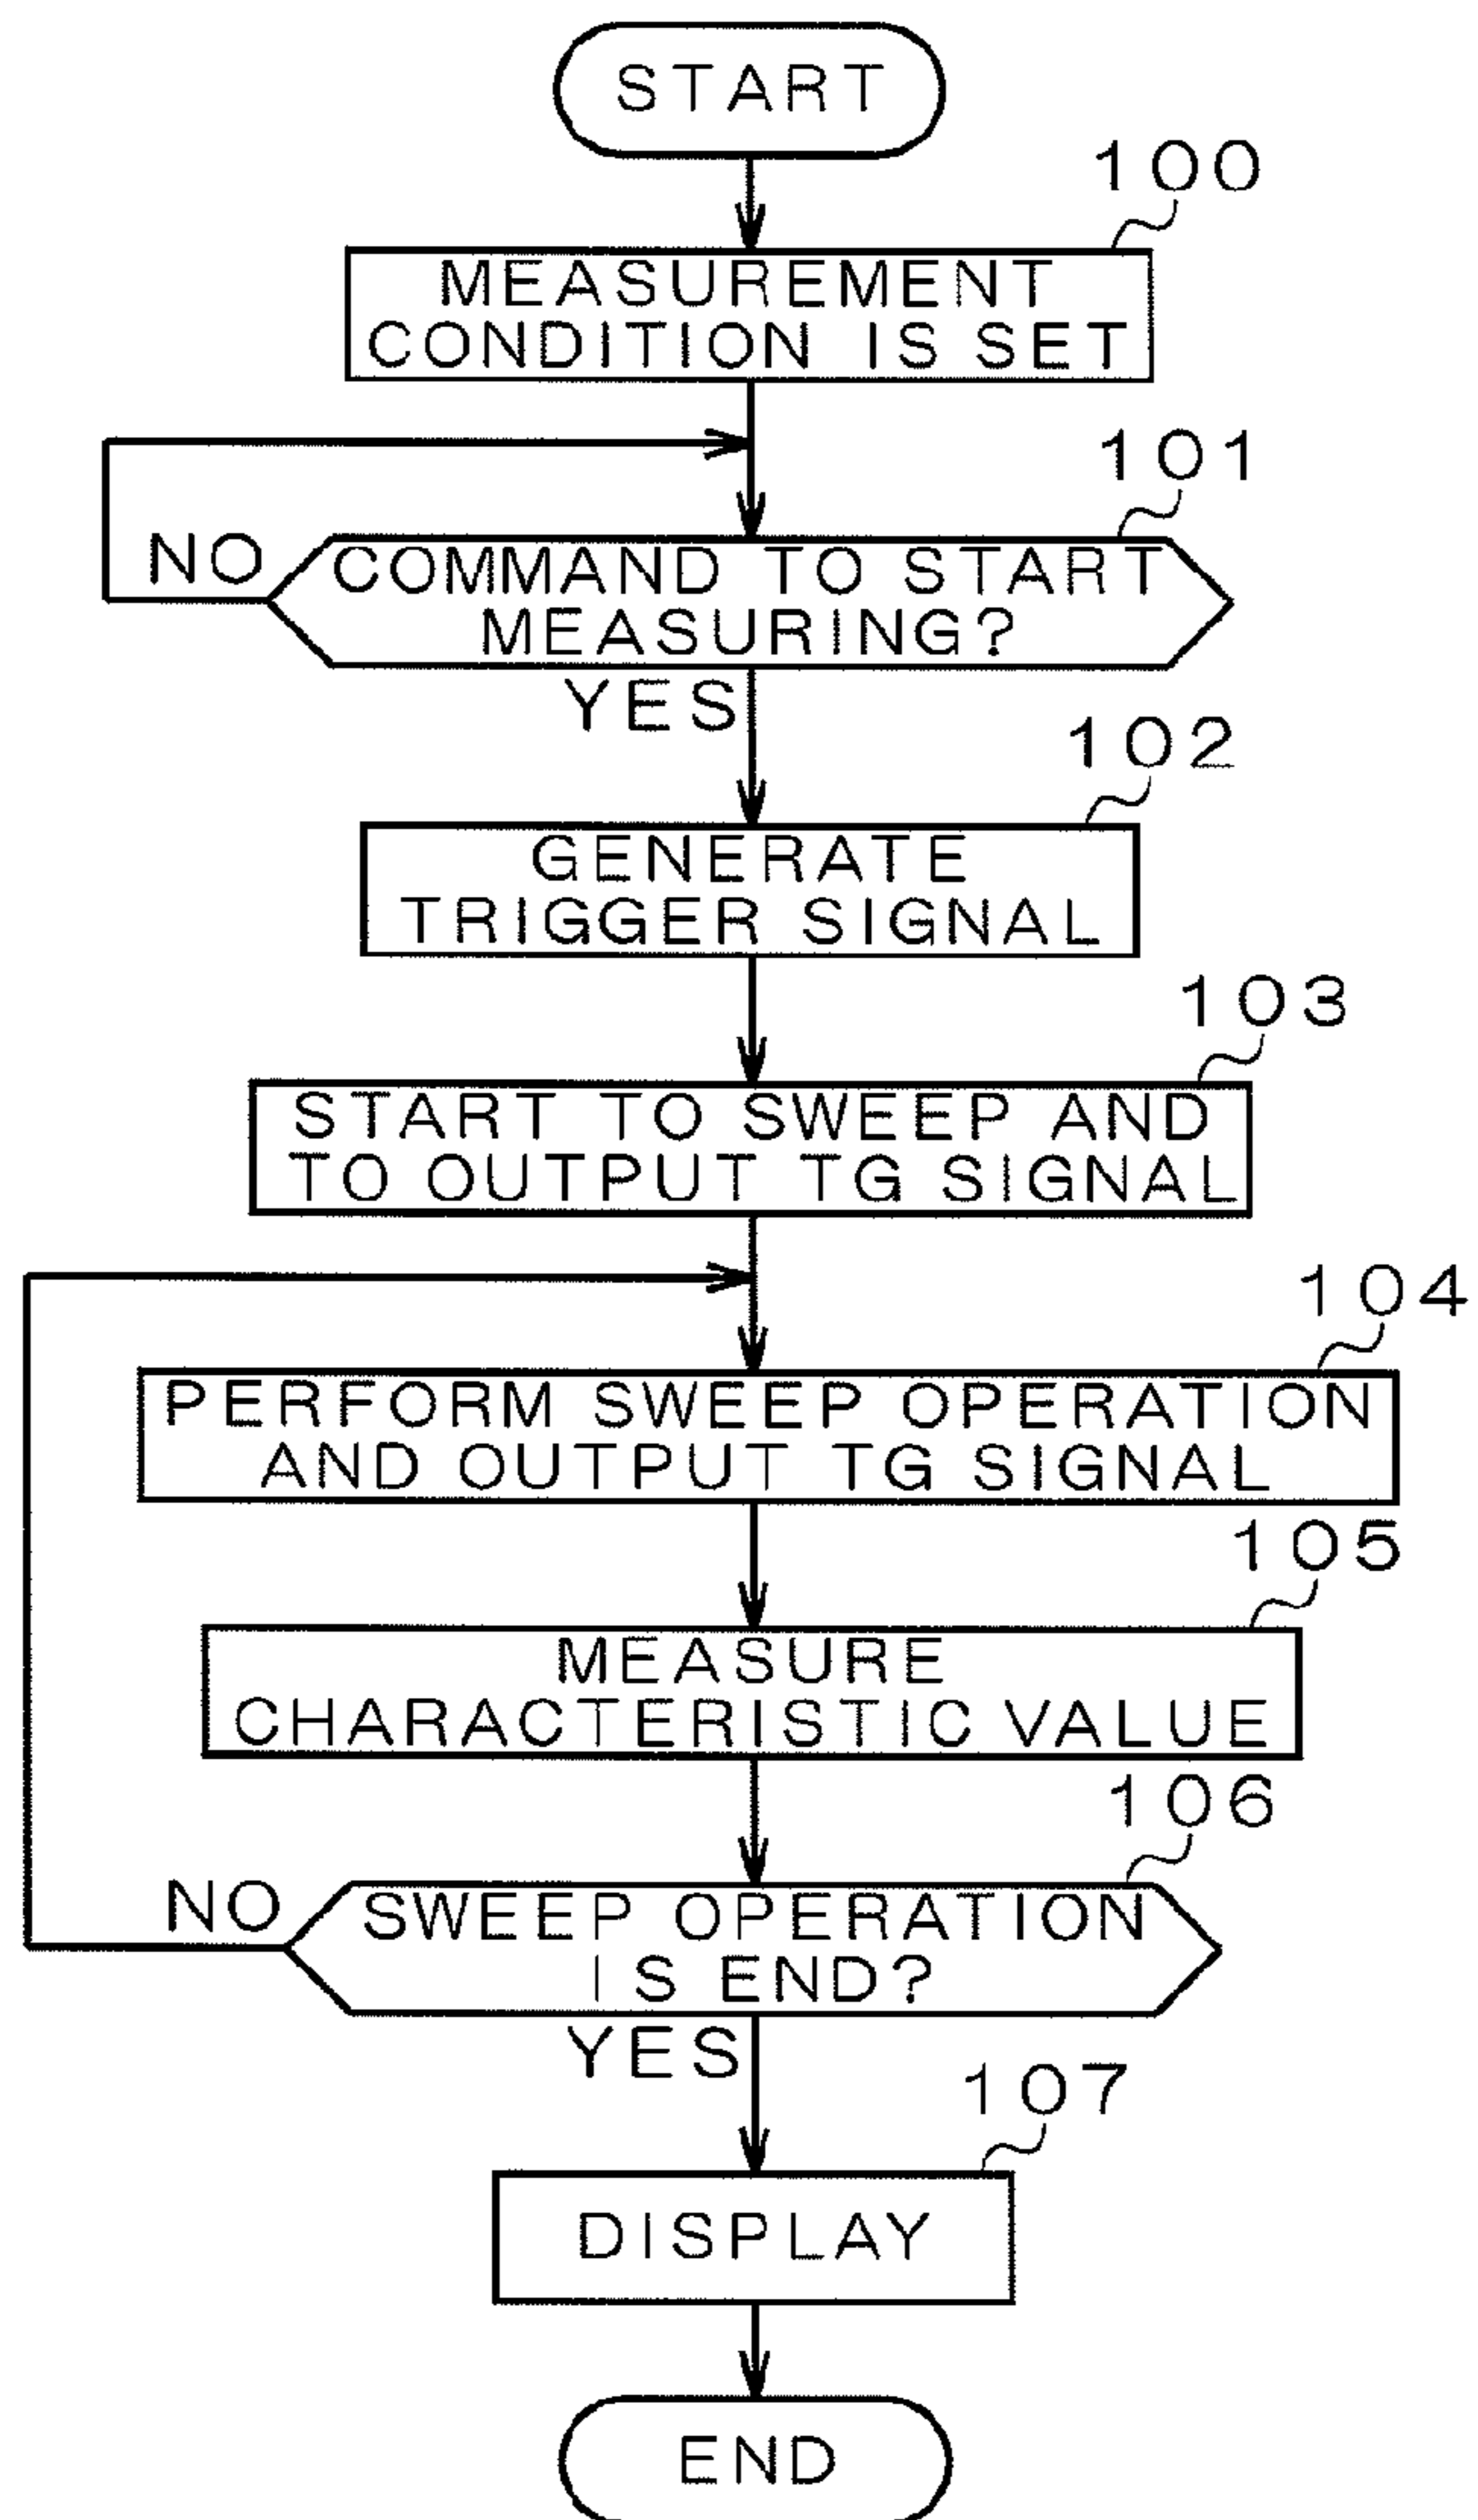 START
100
MEASUREMENT
CONDITION IS SET
101
NO
COMMAND TO START
MEASURING?
YES
102
GENERATE
TRIGGER SIGNAL
103
START TO SWEEP AND
TO OUTPUT TG SIGNAL
104
PERFORM SWEEP OPERATION
AND OUTPUT TG SIGNAL
105
MEASURE
CHARACTERISTIC VALUE
106
NO
SWEEP OPERATION
IS END?
YES
107
DISPLAY
END